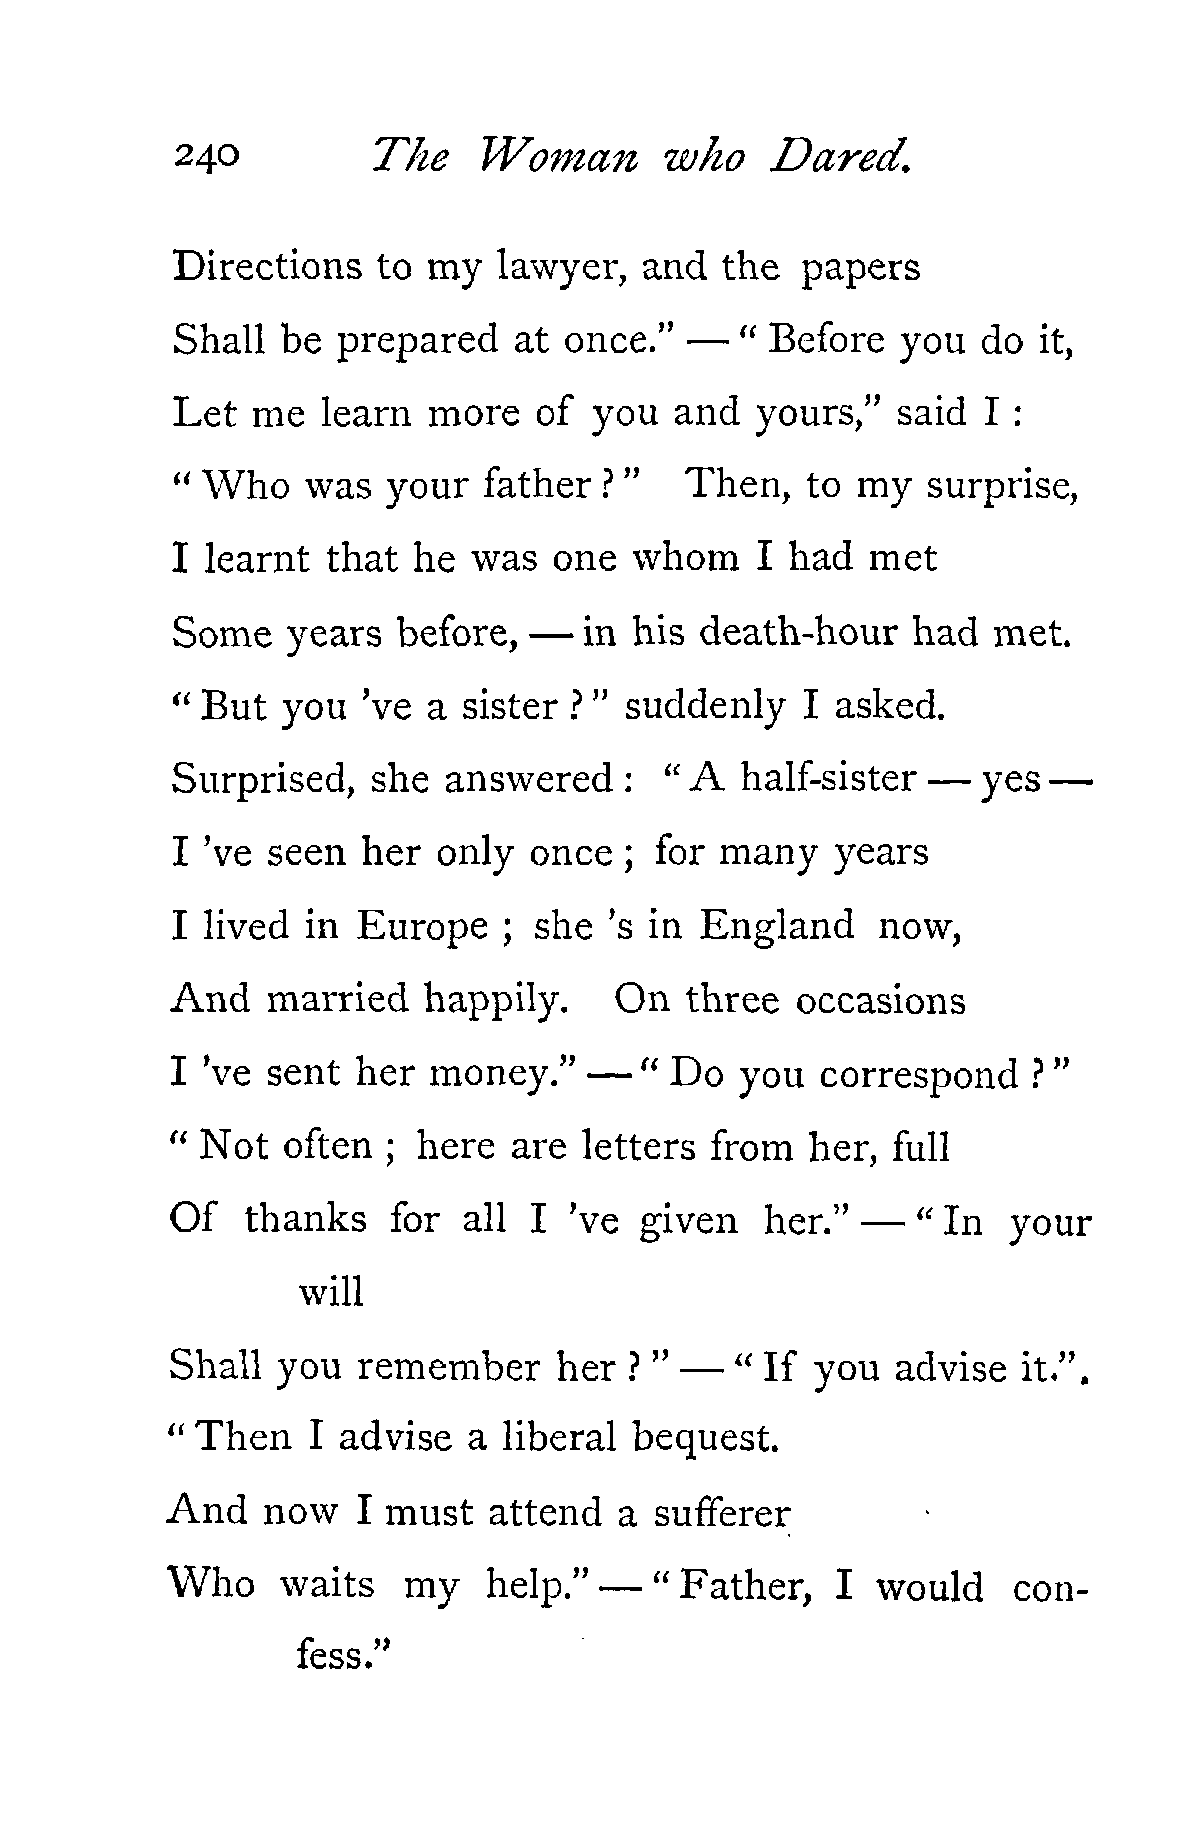 240 The Woman who Dared.
Directions to my lawyer, and the papers
Shall be prepared at once." — " Before you do it,
Let me learn more of you and yours," said I :
" Who was your father ? " Then, to my surprise,
I learnt that he was one whom I had met
Some years before, — in his death-hour had met.
" But you 've a sister ? " suddenly I asked.
Surprised, she answered : " A half-sister — yes —
I 've seen her only once ; for many years
I lived in Europe ; she 's in England now,
And married happily. On three occasions
I 've sent her money." — " Do you correspond ? "
" Not often ; here are letters from her, full
Of thanks for all I 've given her." — " In your
will
Shall you remember her ? " — " If you advise it.".
" Then I advise a liberal bequest.
And now I must attend a sufferer
Who waits my help." — " Father, I would con-
fess."